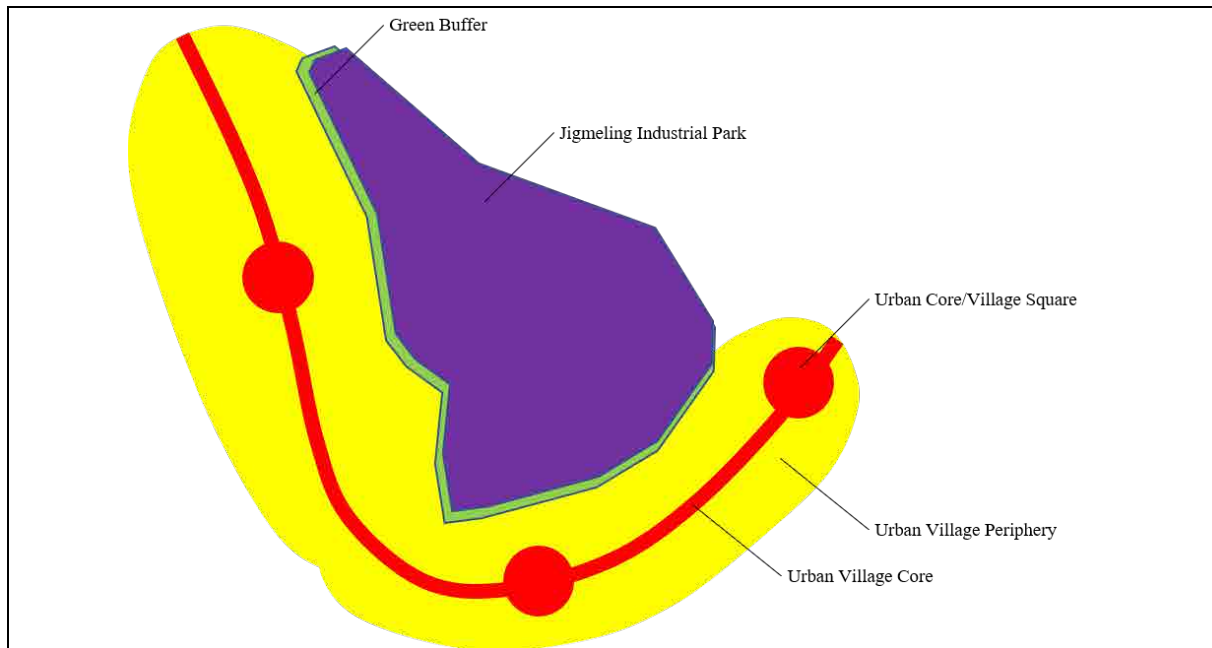 Green Buffer
Jigmeling Industrial Park
Urban Core/Village Square
Urban Village Periphery
Urban Village Core